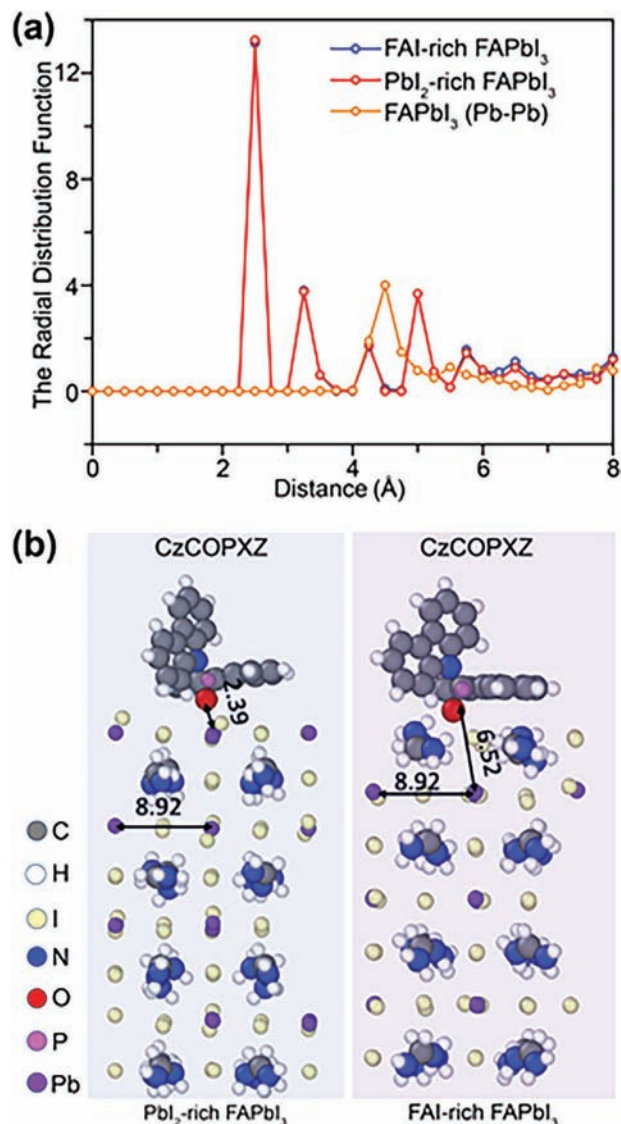 (a)
12
8
4
0
The Radial Distribution Function
FAI-rich FAPbI₃
PbI₂-rich FAPbI₃
FAPbI₃ (Pb-Pb)
0 2 4 6 8
Distance (Å)
(b)
CzCOPXZ
CzCOPXZ
2.39
8.92
6.52
8.92
C
H
I
N
O
P
Pb
PbI₂-rich FAPbI₃
FAI-rich FAPbI₃